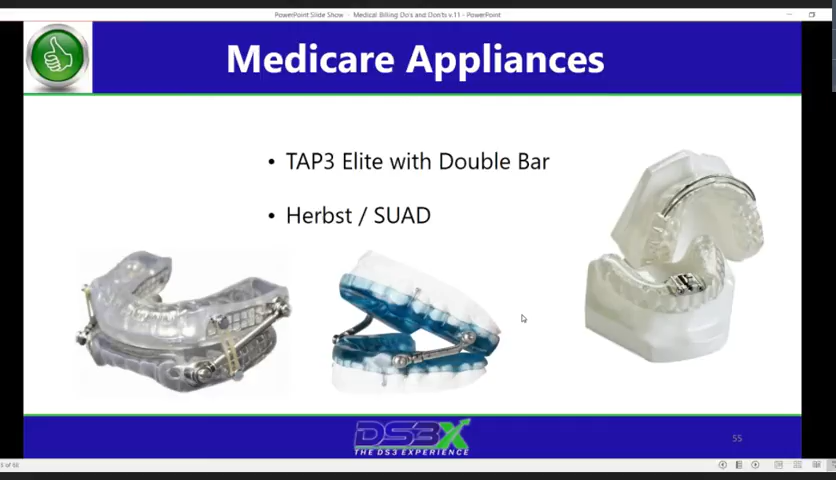 PowerPoint Slide Show - Medical Billing Do's and Don'ts v.11 - PowerPoint
Medicare Appliances
• TAP3 Elite with Double Bar
• Herbst / SUAD
DS3X
THE DS3 EXPERIENCE
55